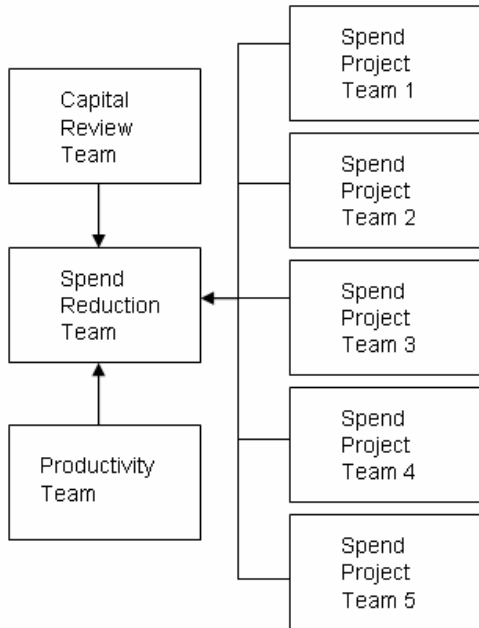 Capital
Review
Team
Spend
Reduction
Team
Productivity
Team
Spend
Project
Team 1
Spend
Project
Team 2
Spend
Project
Team 3
Spend
Project
Team 4
Spend
Project
Team 5